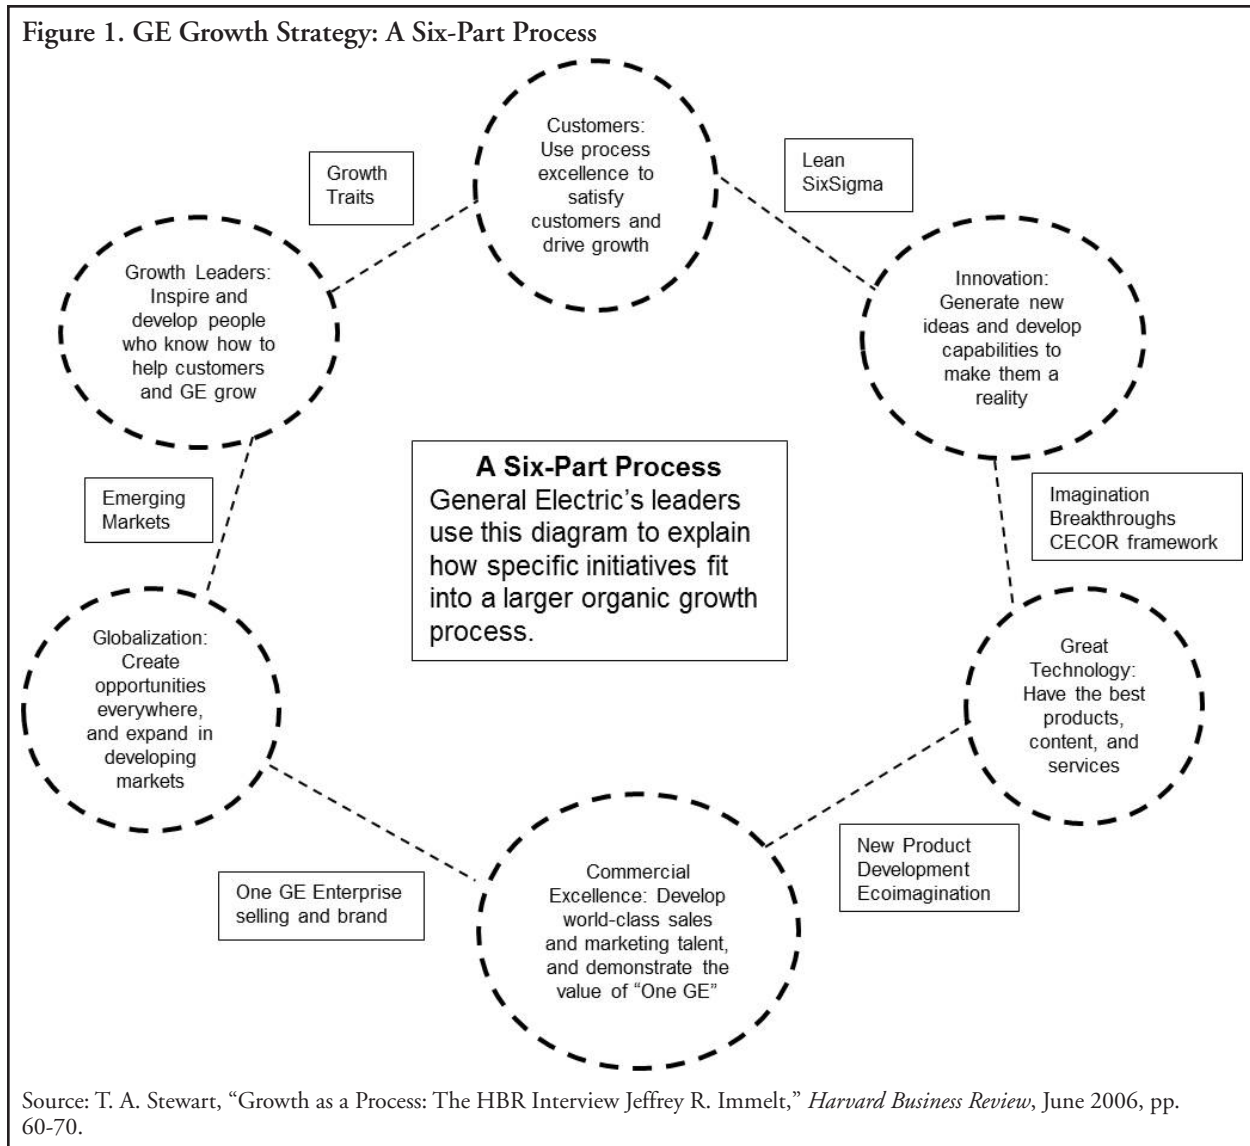 Figure 1. GE Growth Strategy: A Six-Part Process
Customers:
Use process
excellence to
satisfy
customers and
drive growth
Growth
Traits
Lean
SixSigma
Growth Leaders:
Inspire and
develop people
who know how to
help customers
and GE grow
Innovation:
Generate new
ideas and develop
capabilities to
make them a
reality
A Six-Part Process
General Electric’s leaders
use this diagram to explain
how specific initiatives fit
into a larger organic growth
process.
Emerging
Markets
Imagination
Breakthroughs
CECOR framework
Globalization:
Create
opportunities
everywhere,
and expand in
developing
markets
Great
Technology:
Have the best
products,
content, and
services
One GE Enterprise
selling and brand
Commercial
Excellence: Develop
world-class sales
and marketing talent,
and demonstrate the
value of “One GE”
New Product
Development
Ecoimagination
Source: T. A. Stewart, “Growth as a Process: The HBR Interview Jeffrey R. Immelt,” Harvard Business Review, June 2006, pp.
60-70.